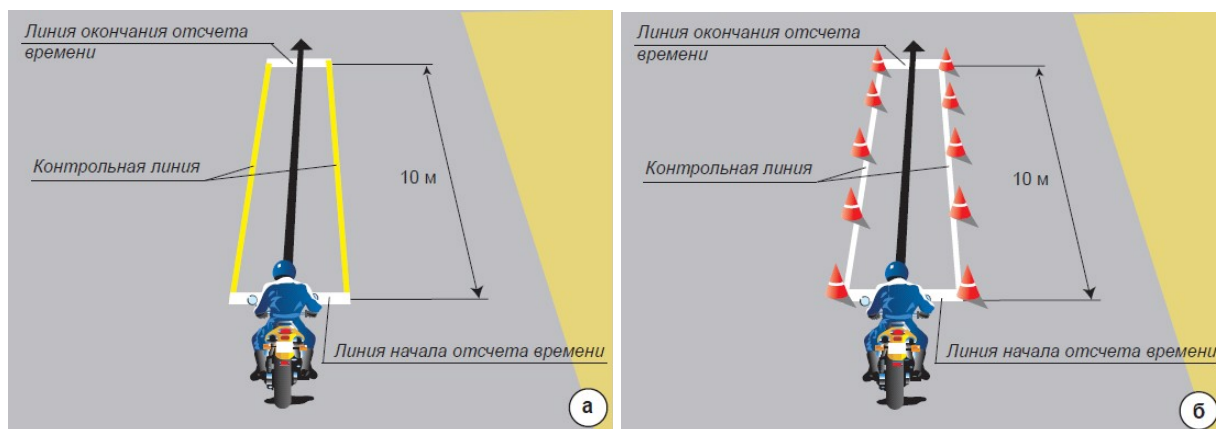 Линия окончания отсчета
времени
Контрольная линия
10 м
Линия начала отсчета времени
а
Линия окончания отсчета
времени
Контрольная линия
10 м
Линия начала отсчета времени
б